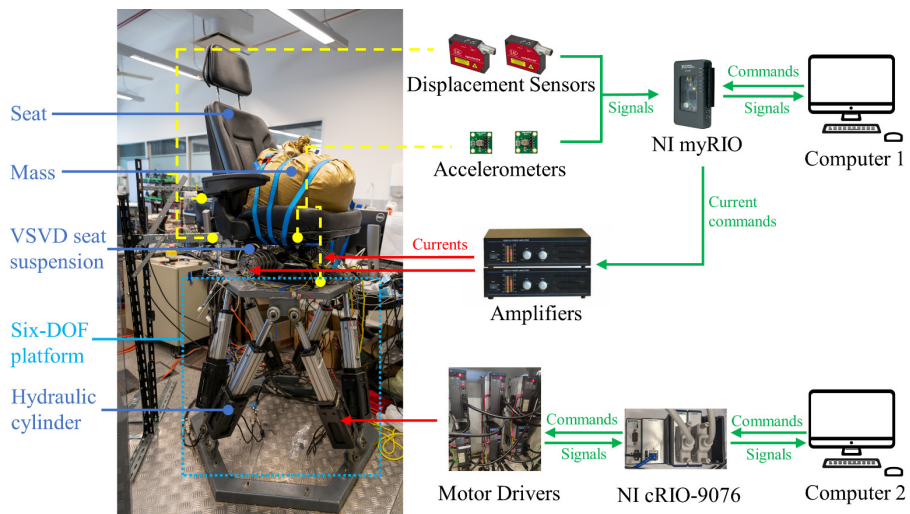 Seat
Mass
VSVD seat
suspension
Six-DOF
platform
Hydraulic
cylinder
Displacement Sensors
Accelerometers
Signals
NI myRIO
Commands
Signals
Computer 1
Current
commands
Currents
Amplifiers
Motor Drivers
Commands
Signals
NI cRIO-9076
Commands
Signals
Computer 2